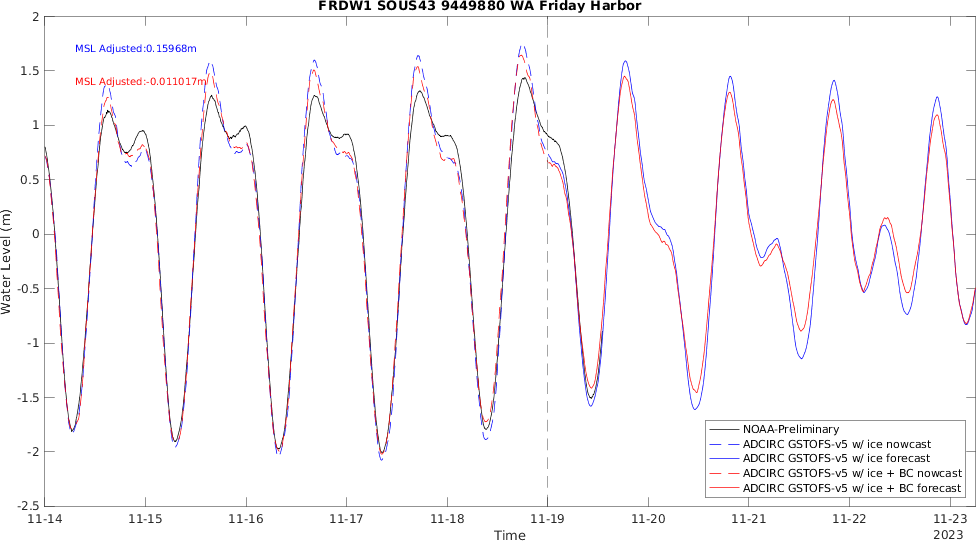 FRDW1 SOUS43 9449880 WA Friday Harbor
MSL Adjusted:0.15968m
MSL Adjusted:-0.011017m
Water Level (m)
2
1.5
1
0.5
0
-0.5
-1
-1.5
-2
-2.5
11-14 11-15 11-16 11-17 11-18 11-19 11-20 11-21 11-22 11-23
2023
Time
NOAA-Preliminary
ADCIRC GSTOFS-v5 w/ ice nowcast
ADCIRC GSTOFS-v5 w/ ice forecast
ADCIRC GSTOFS-v5 w/ ice + BC nowcast
ADCIRC GSTOFS-v5 w/ ice + BC forecast